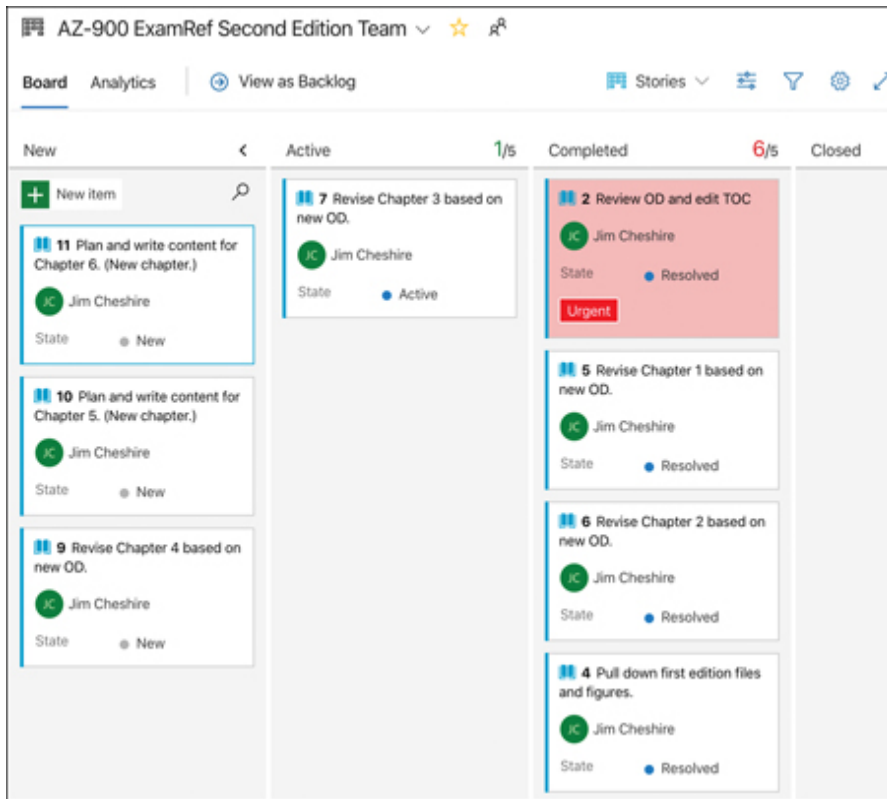 AZ-900 ExamRef Second Edition Team
Board Analytics View as Backlog Stories
New
New item
11 Plan and write content for
Chapter 6. (New chapter.)
JC Jim Cheshire
State New
10 Plan and write content for
Chapter 5. (New chapter.)
JC Jim Cheshire
State New
9 Revise Chapter 4 based on
new OD.
JC Jim Cheshire
State New
Active 1/5
7 Revise Chapter 3 based on
new OD.
JC Jim Cheshire
State Active
Completed 6/5
2 Review OD and edit TOC
JC Jim Cheshire
State Resolved
Urgent
5 Revise Chapter 1 based on
new OD.
JC Jim Cheshire
State Resolved
6 Revise Chapter 2 based on
new OD.
JC Jim Cheshire
State Resolved
4 Pull down first edition files
and figures.
JC Jim Cheshire
State Resolved
Closed